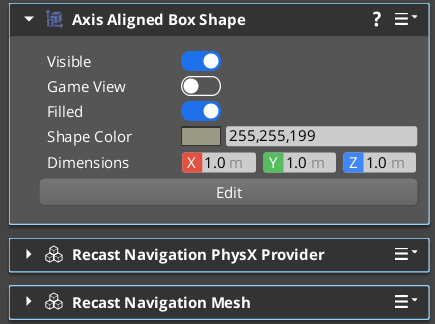 Axis Aligned Box Shape ?
Visible
Game View
Filled
Shape Color 255,255,199
Dimensions X 1.0 m Y 1.0 m Z 1.0 m
Edit
Recast Navigation PhysX Provider
Recast Navigation Mesh